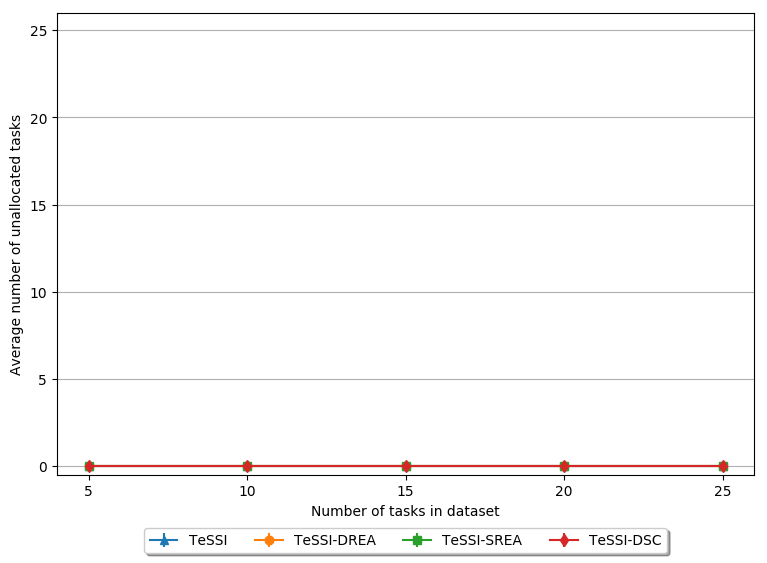 25
20
15
10
5
0
Average number of unallocated tasks
5 10 15 20 25
Number of tasks in dataset
TeSSI TeSSI-DREA TeSSI-SREA TeSSI-DSC